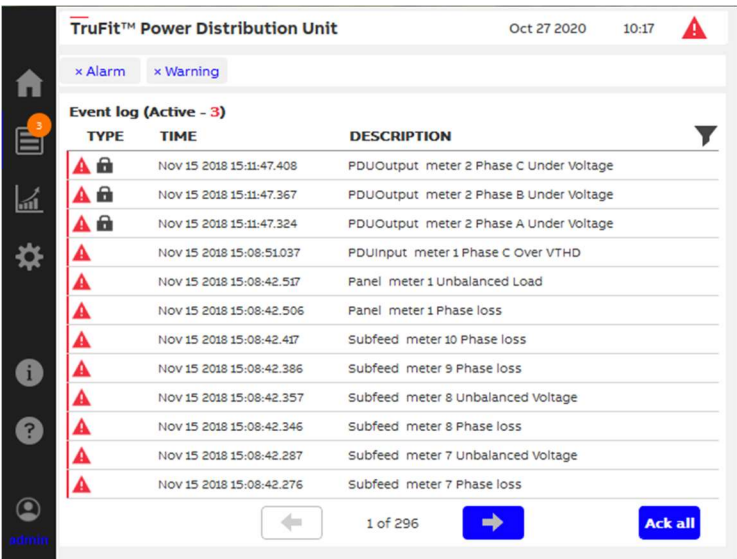 TruFit™ Power Distribution Unit Oct 27 2020 10:17
× Alarm × Warning
Event log (Active - 3)
3
TYPE TIME DESCRIPTION
Nov 15 2018 15:11:47.408 PDUOutput meter 2 Phase C Under Voltage
Nov 15 2018 15:11:47.367 PDUOutput meter 2 Phase B Under Voltage
Nov 15 2018 15:11:47.324 PDUOutput meter 2 Phase A Under Voltage
Nov 15 2018 15:08:51.037 PDUInput meter 1 Phase C Over VTHD
Nov 15 2018 15:08:42.517 Panel meter 1 Unbalanced Load
Nov 15 2018 15:08:42.506 Panel meter 1 Phase loss
Nov 15 2018 15:08:42.417 Subfeed meter 10 Phase loss
Nov 15 2018 15:08:42.386 Subfeed meter 9 Phase loss
Nov 15 2018 15:08:42.357 Subfeed meter 8 Unbalanced Voltage
Nov 15 2018 15:08:42.346 Subfeed meter 8 Phase loss
Nov 15 2018 15:08:42.287 Subfeed meter 7 Unbalanced Voltage
Nov 15 2018 15:08:42.276 Subfeed meter 7 Phase loss
1 of 296 Ack all
admin